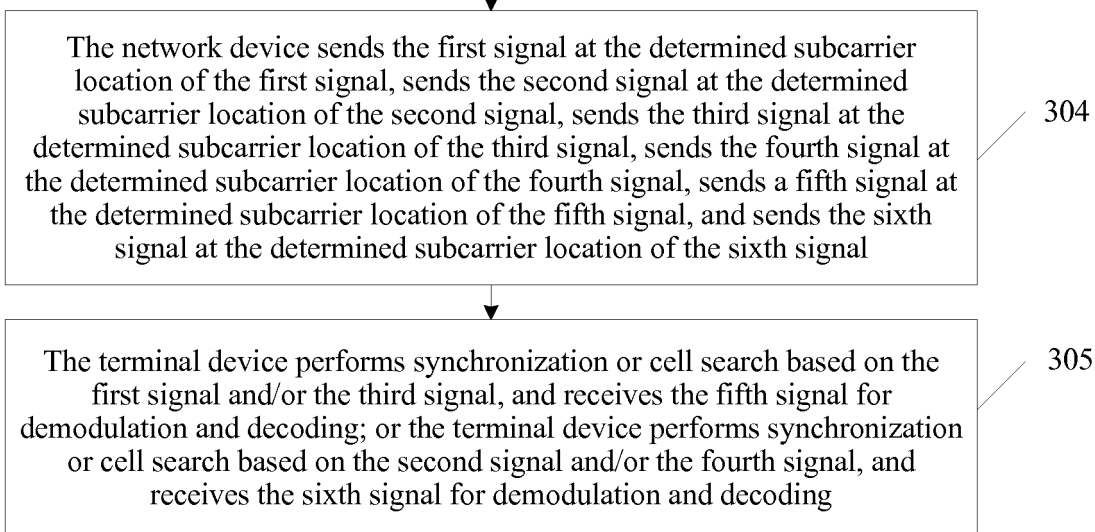 The network device sends the first signal at the determined subcarrier
location of the first signal, sends the second signal at the determined
subcarrier location of the second signal, sends the third signal at the
determined subcarrier location of the third signal, sends the fourth signal at
the determined subcarrier location of the fourth signal, sends a fifth signal at
the determined subcarrier location of the fifth signal, and sends the sixth
signal at the determined subcarrier location of the sixth signal
304
The terminal device performs synchronization or cell search based on the
first signal and/or the third signal, and receives the fifth signal for
demodulation and decoding; or the terminal device performs synchronization
or cell search based on the second signal and/or the fourth signal, and
receives the sixth signal for demodulation and decoding
305